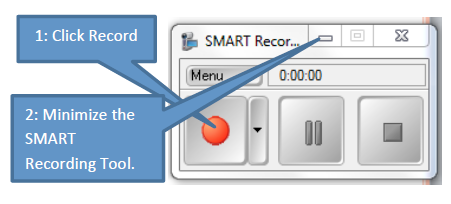 1: Click Record
SMART Recor...
Menu
0:00:00
2: Minimize the
SMART
Recording Tool.